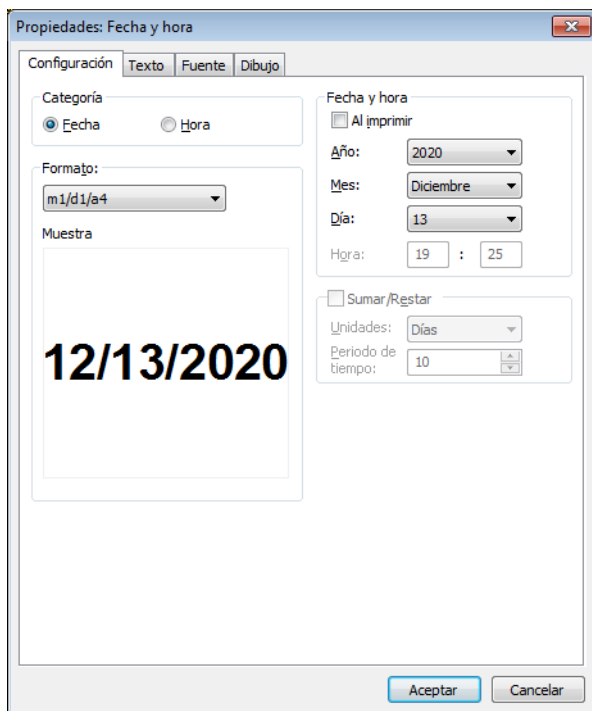 Propiedades: Fecha y hora
Configuración Texto Fuente Dibujo
Categoría
Fecha Hora
Formato:
m1/d1/a4
Muestra
12/13/2020
Fecha y hora
Al imprimir
Año: 2020
Mes: Diciembre
Día: 13
Hora: 19 : 25
Sumar/Restar
Unidades: Días
Periodo de
tiempo: 10
Aceptar Cancelar